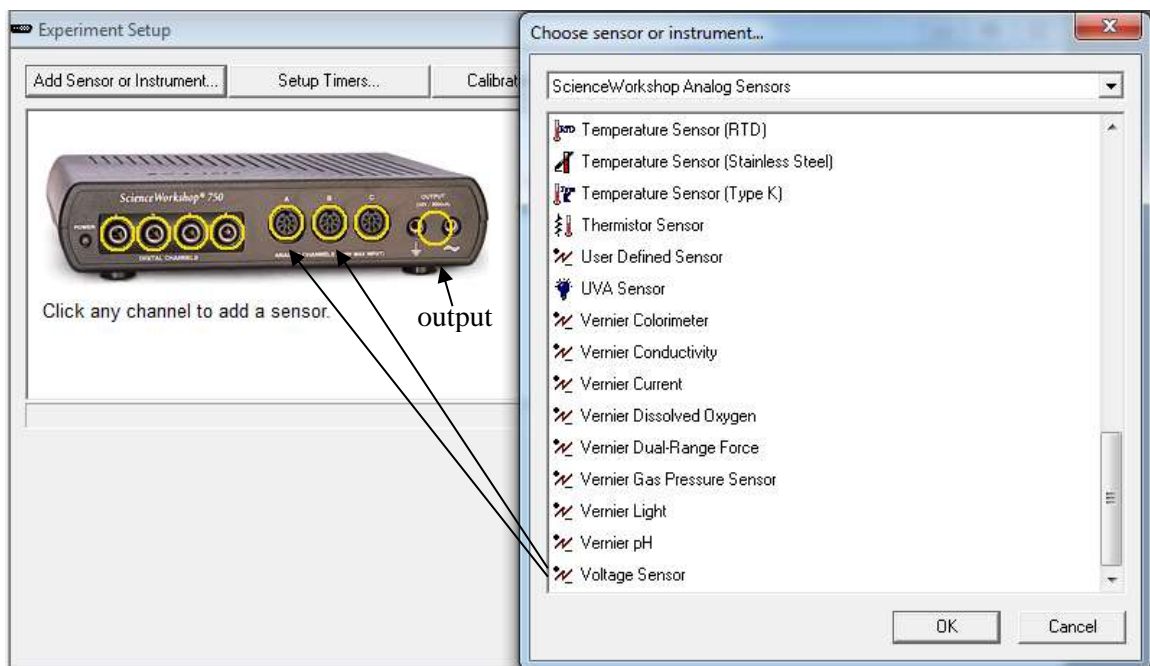 Experiment Setup
Add Sensor or Instrument...
Setup Timers...
Calibrat
ScienceWorkshop® 750
POWER
DIGITAL CHANNELS
A
B
C
OUTPUT
Click any channel to add a sensor.
output
Choose sensor or instrument...
ScienceWorkshop Analog Sensors
Temperature Sensor (RTD)
Temperature Sensor (Stainless Steel)
Temperature Sensor (Type K)
Thermistor Sensor
User Defined Sensor
UVA Sensor
Vernier Colorimeter
Vernier Conductivity
Vernier Current
Vernier Dissolved Oxygen
Vernier Dual-Range Force
Vernier Gas Pressure Sensor
Vernier Light
Vernier pH
Voltage Sensor
OK
Cancel